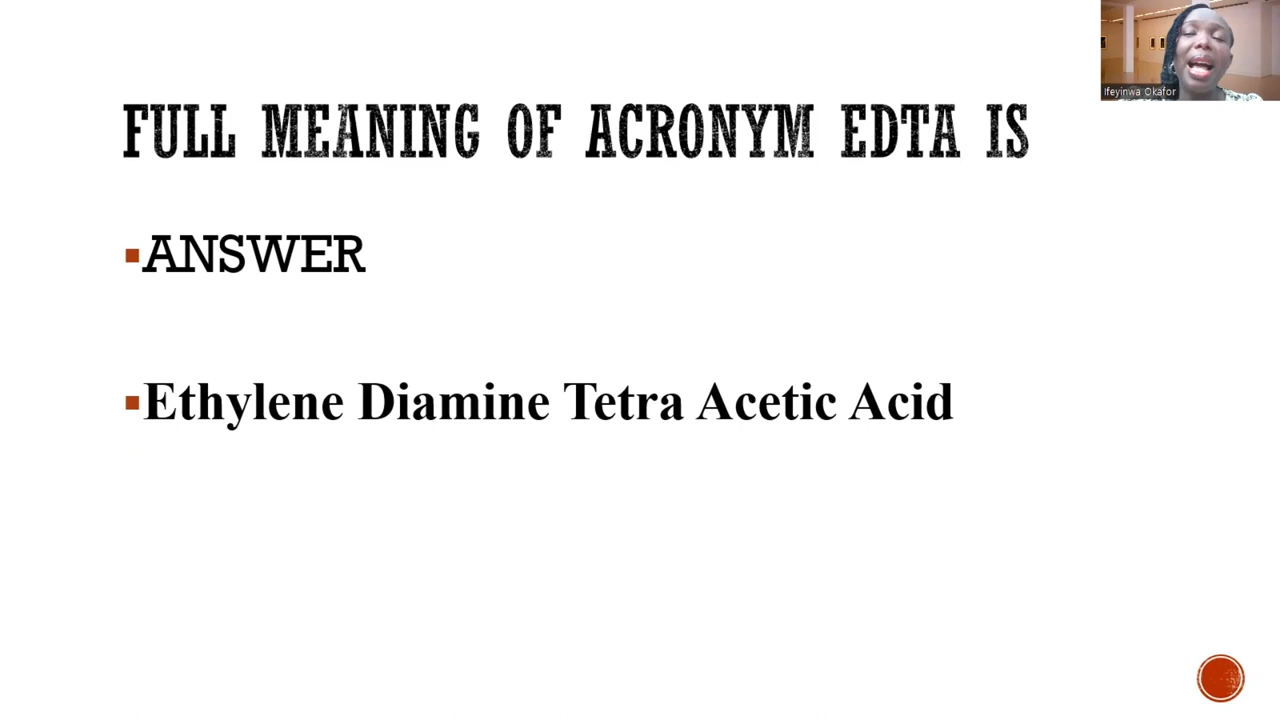 Ifeyinwa Okafor
FULL MEANING OF ACRONYM EDTA IS
ANSWER
Ethylene Diamine Tetra Acetic Acid